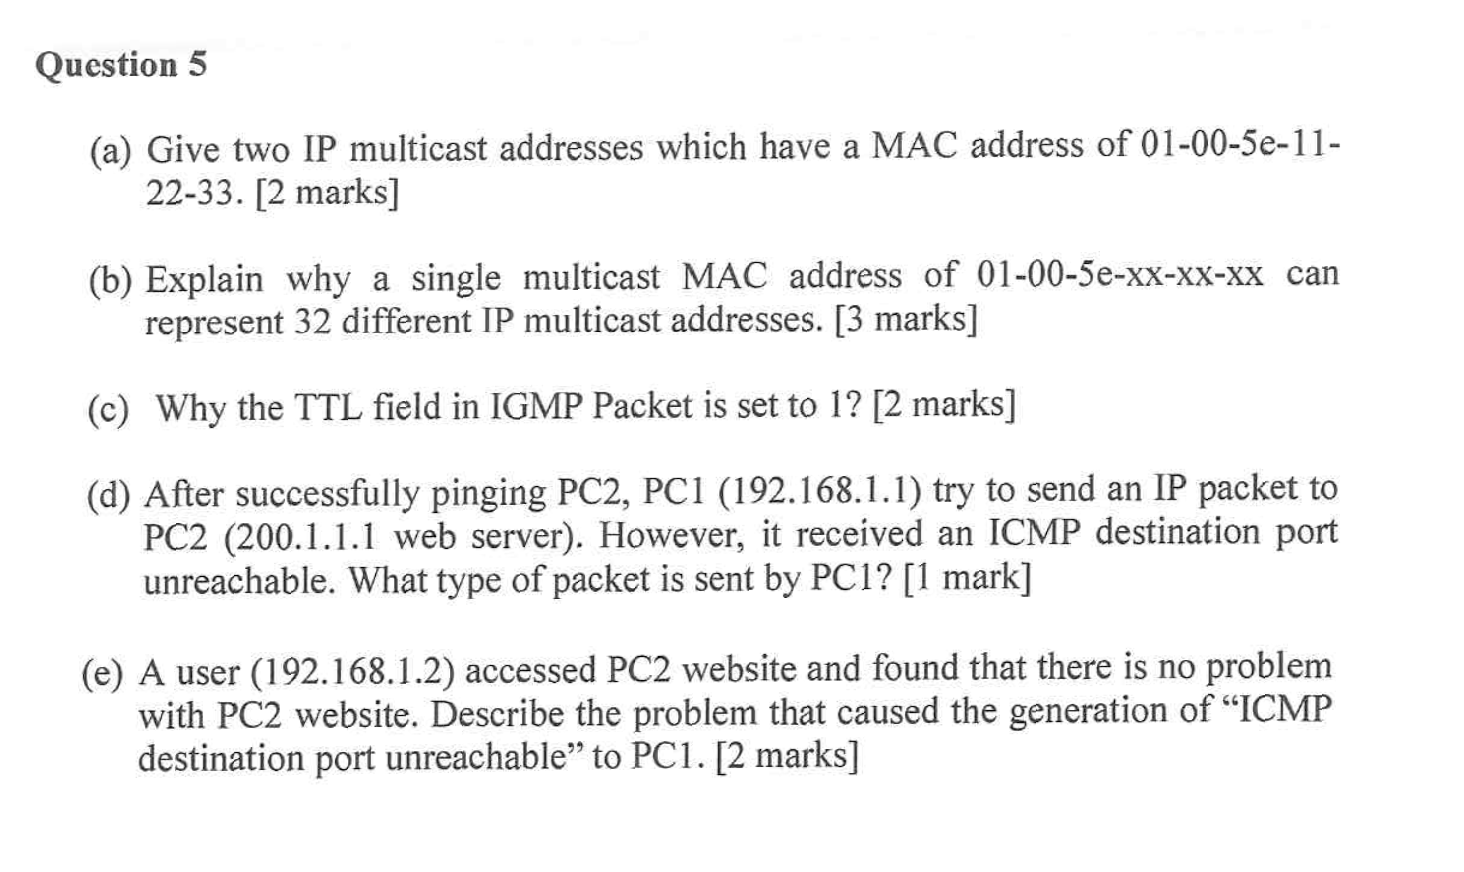 Question 5
(a) Give two IP multicast addresses which have a MAC address of 01-00-5e-11-
22-33. [2 marks]
(b) Explain why a single multicast MAC address of 01-00-5e-xx-xx-xx can
represent 32 different IP multicast addresses. [3 marks]
(c) Why the TTL field in IGMP Packet is set to 1? [2 marks]
(d) After successfully pinging PC2, PC1 (192.168.1.1) try to send an IP packet to
PC2 (200.1.1.1 web server). However, it received an ICMP destination port
unreachable. What type of packet is sent by PC1? [1 mark]
(e) A user (192.168.1.2) accessed PC2 website and found that there is no problem
with PC2 website. Describe the problem that caused the generation of “ICMP
destination port unreachable” to PC1. [2 marks]